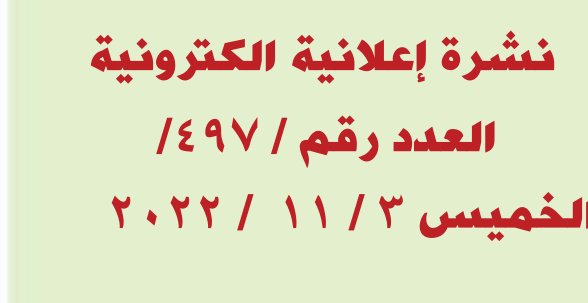 نشرة إعلانية الكترونية
العدد رقم / ٤٩٧/
الخميس ٣ / ١١ / ٢٠٢٢